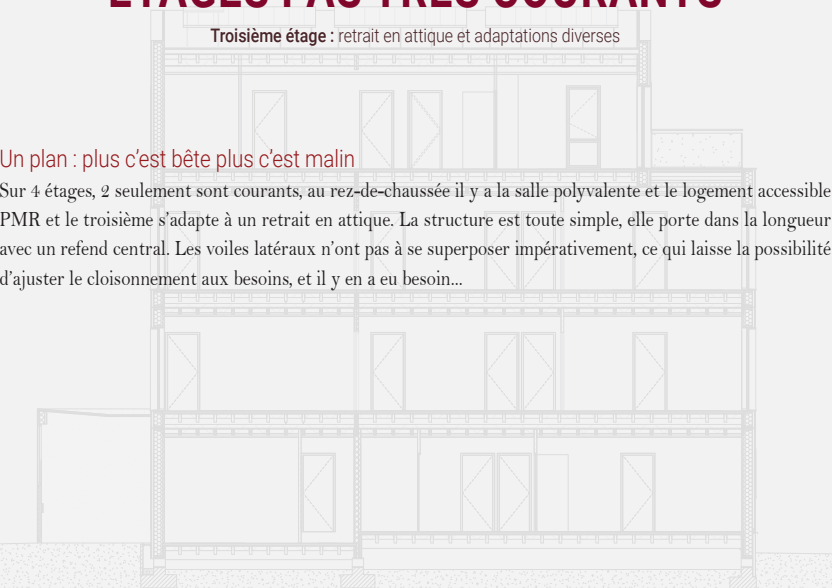 ÉTAGES PAS TRÈS COURANTS
Troisième étage : retrait en attique et adaptations diverses
Un plan : plus c'est bête plus c'est malin
Sur 4 étages, 2 seulement sont courants, au rez-de-chaussée il y a la salle polyvalente et le logement accessible
PMR et le troisième s'adapte à un retrait en attique. La structure est toute simple, elle porte dans la longueur
avec un refend central. Les voiles latéraux n'ont pas à se superposer impérativement, ce qui laisse la possibilité
d'ajuster le cloisonnement aux besoins, et il y en a eu besoin...